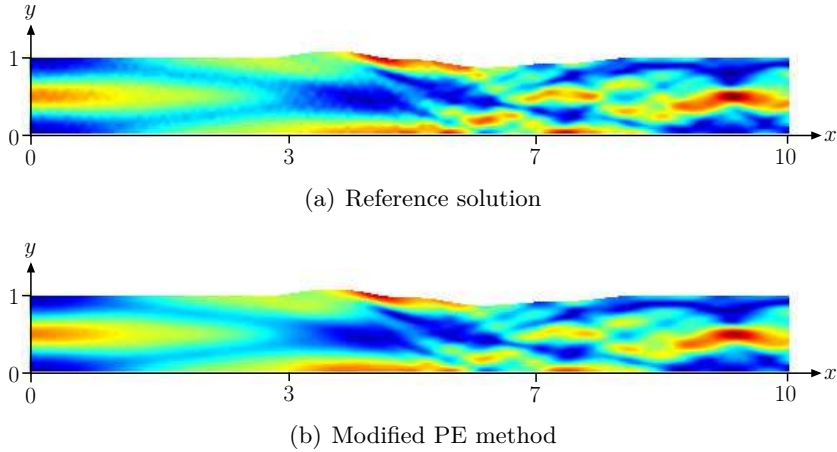 y
1
0
0 3 7 10 x
(a) Reference solution
y
1
0
0 3 7 10 x
(b) Modified PE method